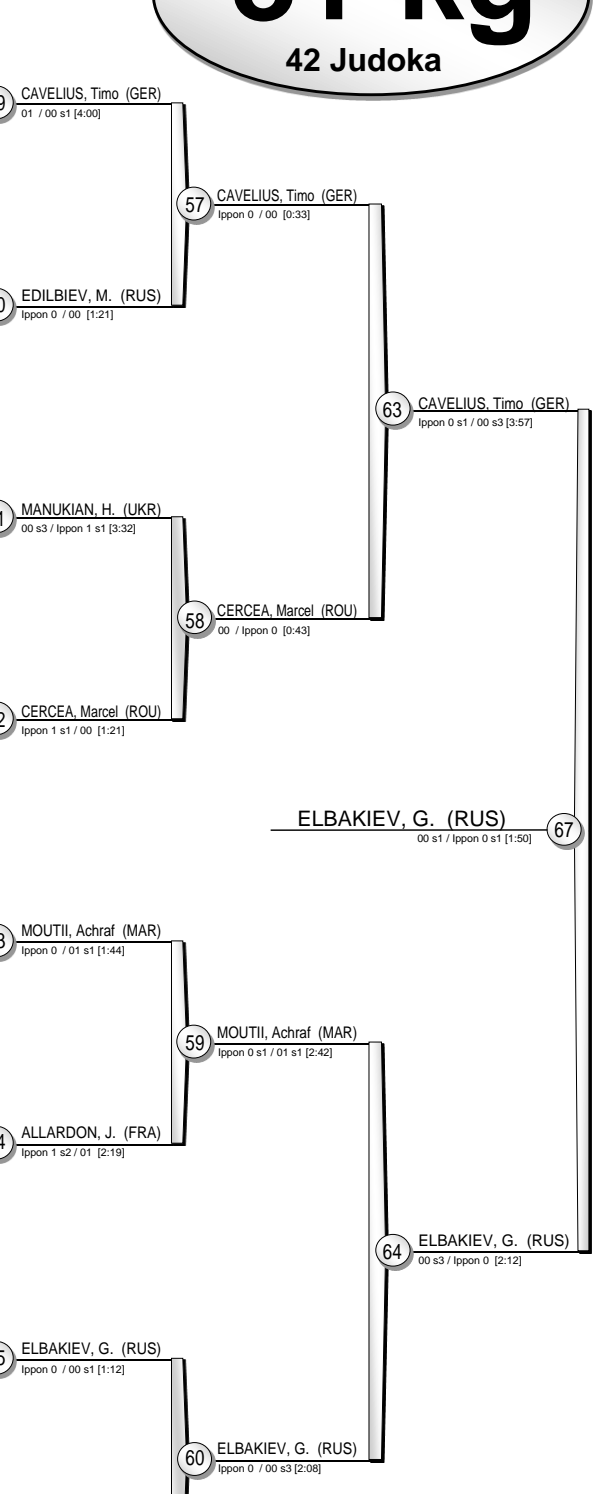 kg
42 Judoka
CAVELIUS, Timo (GER)
01 / 00 s1 [4:00]
57
CAVELIUS, Timo (GER)
Ippon 0 / 00 [0:33]
EDILBIEV, M. (RUS)
Ippon 0 / 00 [1:21]
63
CAVELIUS, Timo (GER)
Ippon 0 s1 / 00 s3 [3:57]
MANUKIAN, H. (UKR)
00 s3 / Ippon 1 s1 [3:32]
58
CERCEA, Marcel (ROU)
00 / Ippon 0 [0:43]
CERCEA, Marcel (ROU)
Ippon 1 s1 / 00 [1:21]
ELBAKIEV, G. (RUS)
00 s1 / Ippon 0 s1 [1:50]
67
MOUTII, Achraf (MAR)
Ippon 0 / 01 s1 [1:44]
59
MOUTII, Achraf (MAR)
Ippon 0 s1 / 01 s1 [2:42]
ALLARDON, J. (FRA)
Ippon 1 s2 / 01 [2:19]
64
ELBAKIEV, G. (RUS)
00 s3 / Ippon 0 [2:12]
ELBAKIEV, G. (RUS)
Ippon 0 / 00 s1 [1:12]
60
ELBAKIEV, G. (RUS)
Ippon 0 / 00 s3 [2:08]